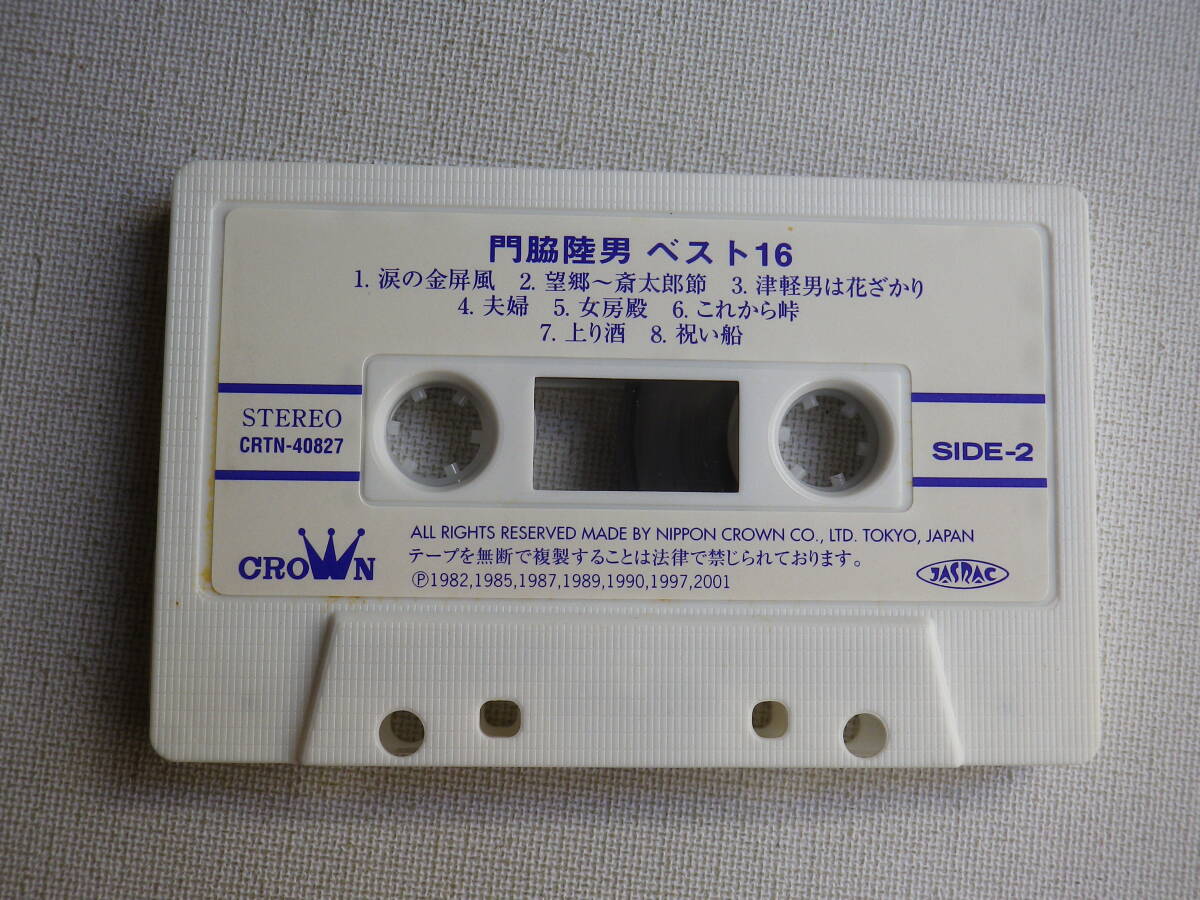 門脇陸男 ベスト16
1. 涙の金屏風 2. 望郷～斎太郎節 3. 津軽男は花ざかり
4. 夫婦 5. 女房殿 6. これから峠
7. 上り酒 8. 祝い船
STEREO
CRTN-40827
SIDE-2
CROWN
ALL RIGHTS RESERVED MADE BY NIPPON CROWN CO., LTD. TOKYO, JAPAN
テープを無断で複製することは法律で禁じられております。
Ⓟ1982,1985,1987,1989,1990,1997,2001
JASRAC